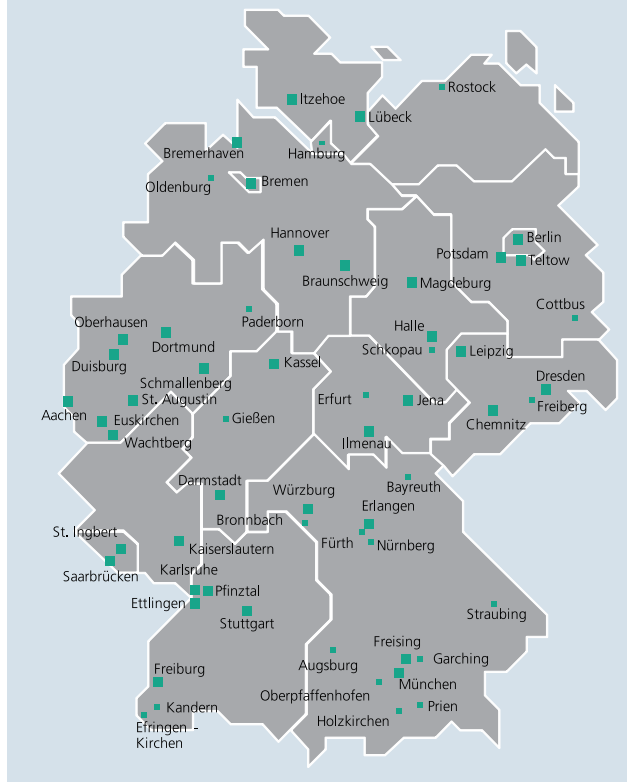 Rostock
Itzehoe
Lübeck
Bremerhaven
Hamburg
Oldenburg
Bremen
Hannover
Berlin
Potsdam
Teltow
Braunschweig
Magdeburg
Cottbus
Oberhausen
Paderborn
Halle
Dortmund
Schkopau
Leipzig
Duisburg
Kassel
Schmallenberg
Dresden
Erfurt
Jena
Freiberg
St. Augustin
Aachen
Euskirchen
Gießen
Chemnitz
Wachtberg
Ilmenau
Darmstadt
Bayreuth
Würzburg
Erlangen
Bronnbach
St. Ingbert
Kaiserslautern
Fürth
Nürnberg
Saarbrücken
Karlsruhe
Pfinztal
Ettlingen
Straubing
Stuttgart
Freising
Augsburg
Garching
Freiburg
München
Oberpfaffenhofen
Kandern
Prien
Holzkirchen
Efringen -
Kirchen